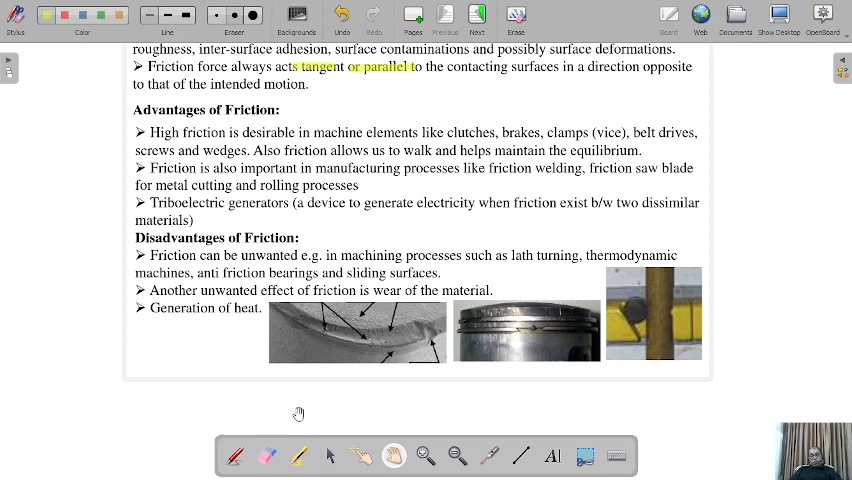 Stylus
Color
Line
Eraser
Backgrounds
Undo
Redo
Pages
Previous
Next
Erase
Board
Web
Documents
Show Desktop
OpenBoard
roughness, inter-surface adhesion, surface contaminations and possibly surface deformations.
➢ Friction force always acts tangent or parallel to the contacting surfaces in a direction opposite
to that of the intended motion.
Advantages of Friction:
➢ High friction is desirable in machine elements like clutches, brakes, clamps (vice), belt drives,
screws and wedges. Also friction allows us to walk and helps maintain the equilibrium.
➢ Friction is also important in manufacturing processes like friction welding, friction saw blade
for metal cutting and rolling processes
➢ Triboelectric generators (a device to generate electricity when friction exist b/w two dissimilar
materials)
Disadvantages of Friction:
➢ Friction can be unwanted e.g. in machining processes such as lath turning, thermodynamic
machines, anti friction bearings and sliding surfaces.
➢ Another unwanted effect of friction is wear of the material.
➢ Generation of heat.